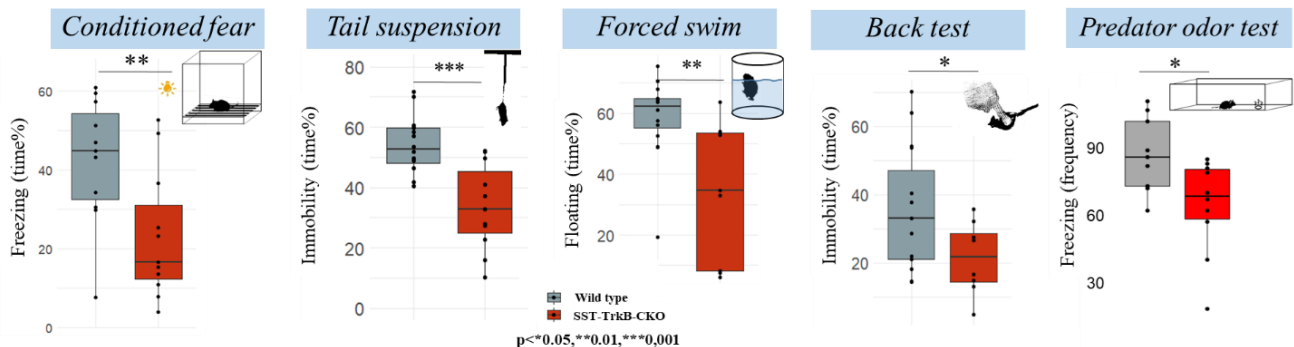 Conditioned fear
Tail suspension
Forced swim
Back test
Predator odor test
Freezing (time%)
60
40
20
0
**
Immobility (time%)
80
60
40
20
0
***
Floating (time%)
60
40
20
**
Immobility (time%)
60
40
20
*
Freezing (frequency)
90
60
30
*
Wild type
SST-TrkB-CKO
p<*0.05,**0.01,***0,001